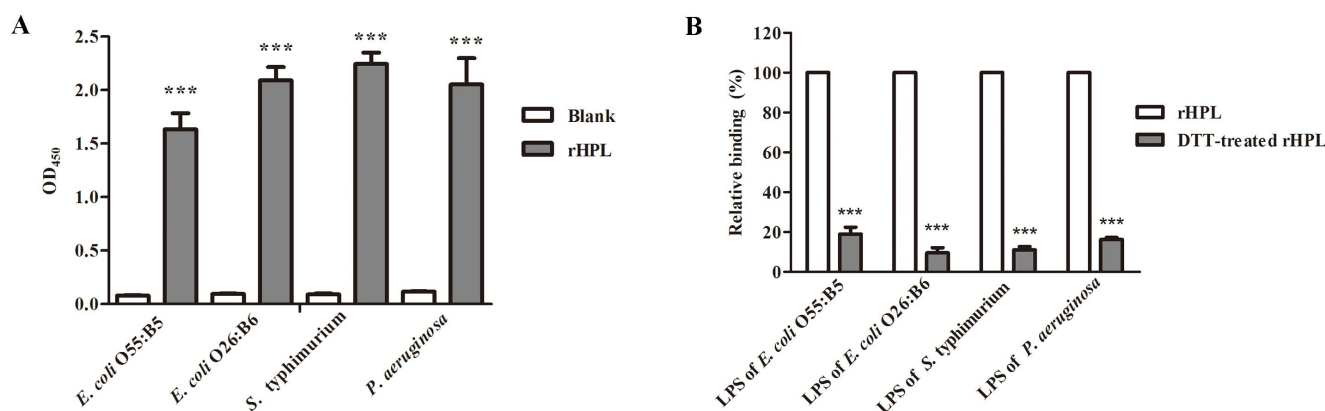 A
OD450
2.5
2.0
1.5
1.0
0.5
0.0
***
***
***
***
Blank
rHPL
E. coli O55:B5
E. coli O26:B6
S. typhimurium
P. aeruginosa
B
Relative binding (%)
120
100
80
60
40
20
0
***
***
***
***
rHPL
DTT-treated rHPL
LPS of E. coli O55:B5
LPS of E. coli O26:B6
LPS of S. typhimurium
LPS of P. aeruginosa